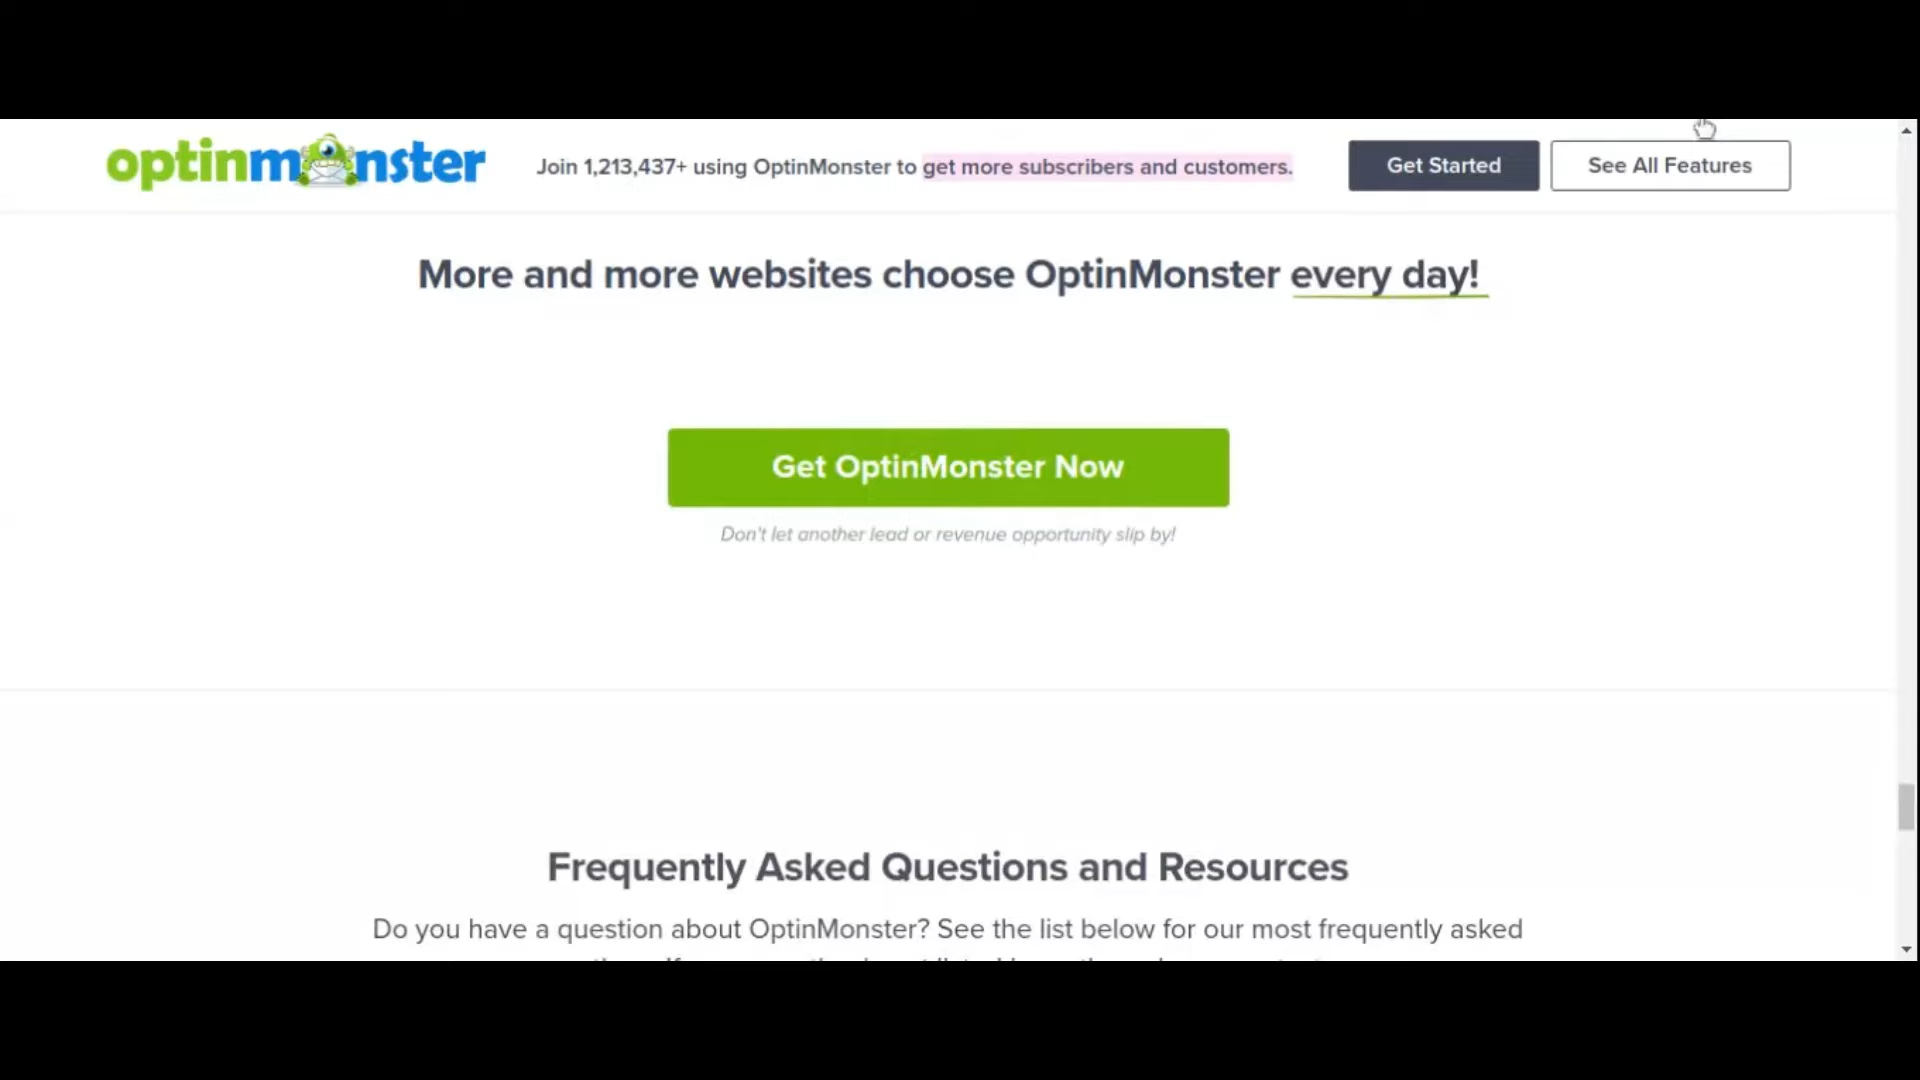 optinmonster
Join 1,213,437+ using OptinMonster to get more subscribers and customers.
Get Started
See All Features
More and more websites choose OptinMonster every day!
Get OptinMonster Now
Don't let another lead or revenue opportunity slip by!
Frequently Asked Questions and Resources
Do you have a question about OptinMonster? See the list below for our most frequently asked